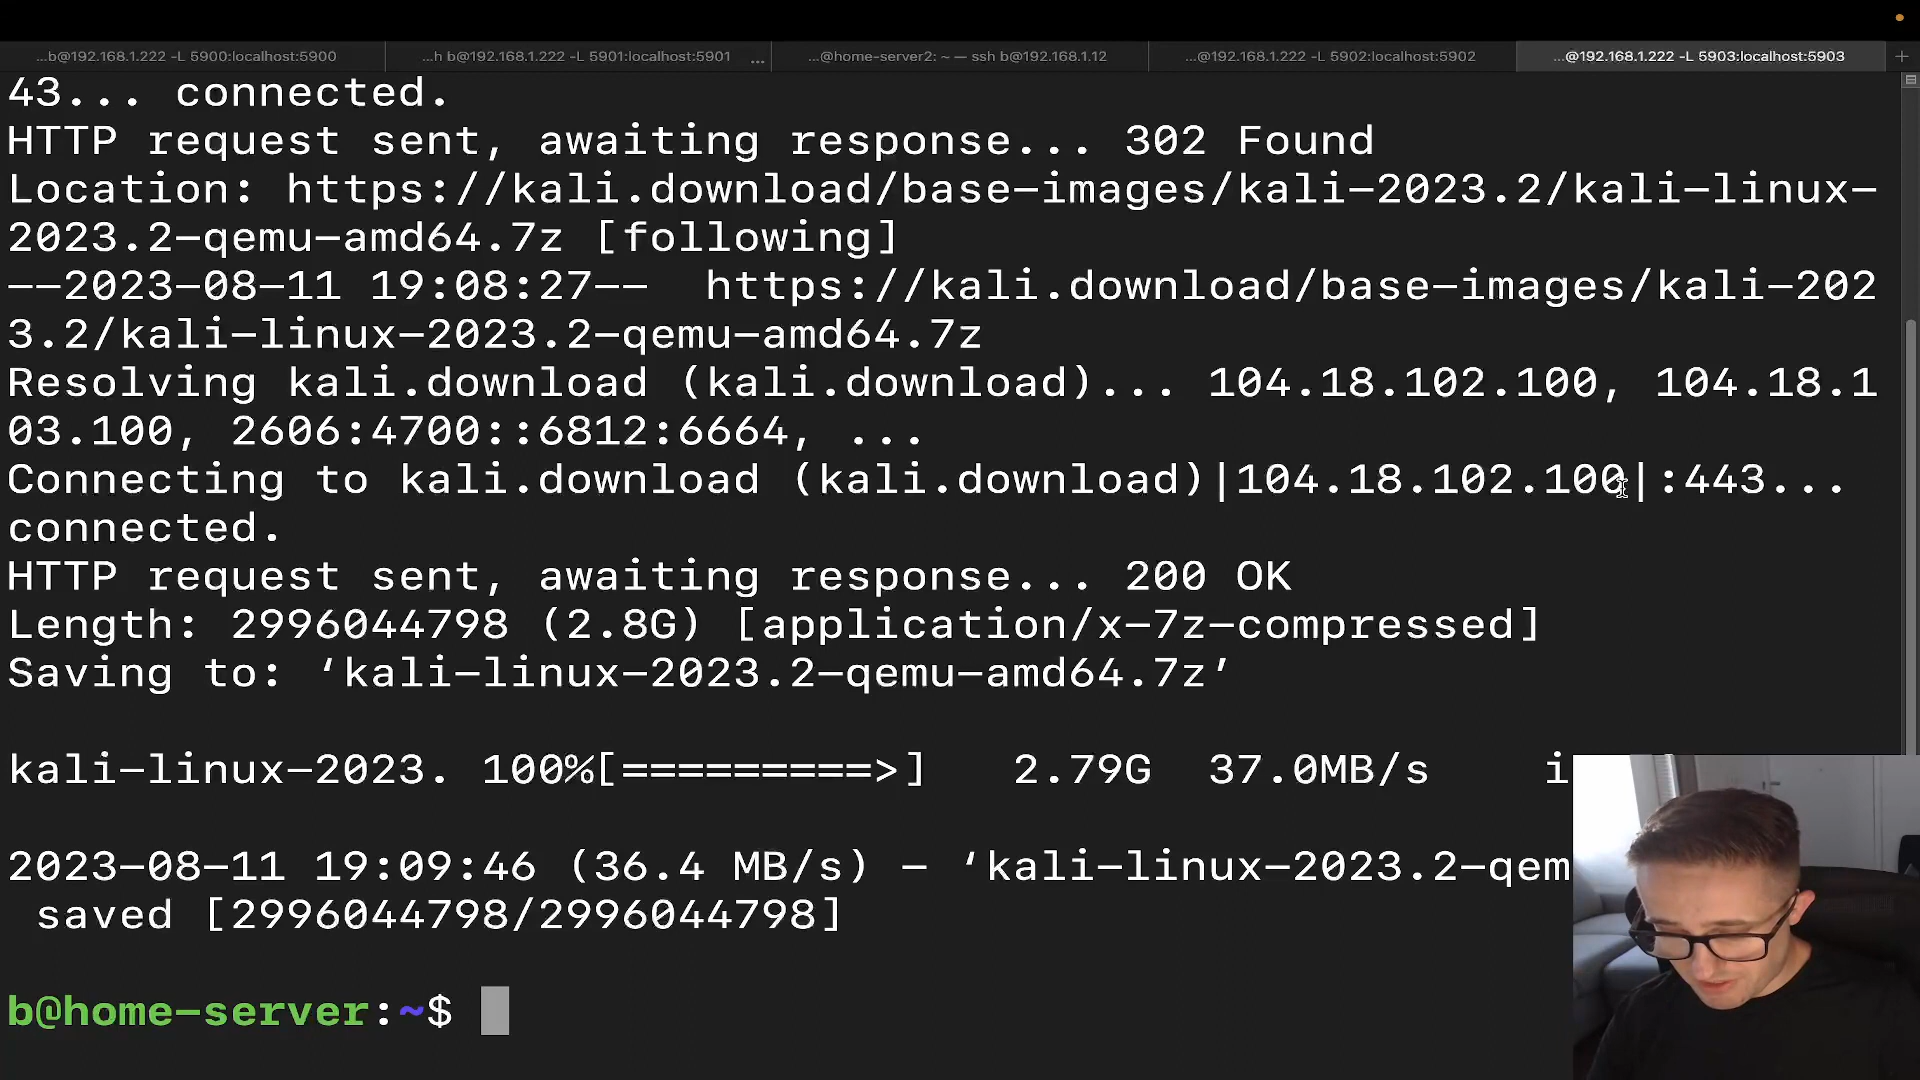 ...b@192.168.1.222 -L 5900:localhost:5900
...h b@192.168.1.222 -L 5901:localhost:5901 ...
...@home-server2: ~ — ssh b@192.168.1.12
...@192.168.1.222 -L 5902:localhost:5902
...@192.168.1.222 -L 5903:localhost:5903 +
43... connected.
HTTP request sent, awaiting response... 302 Found
Location: https://kali.download/base-images/kali-2023.2/kali-linux-
2023.2-qemu-amd64.7z [following]
--2023-08-11 19:08:27--  https://kali.download/base-images/kali-202
3.2/kali-linux-2023.2-qemu-amd64.7z
Resolving kali.download (kali.download)... 104.18.102.100, 104.18.1
03.100, 2606:4700::6812:6664, ...
Connecting to kali.download (kali.download)|104.18.102.100|:443...
connected.
HTTP request sent, awaiting response... 200 OK
Length: 2996044798 (2.8G) [application/x-7z-compressed]
Saving to: ‘kali-linux-2023.2-qemu-amd64.7z’
kali-linux-2023. 100%[=========>]   2.79G  37.0MB/s    i
2023-08-11 19:09:46 (36.4 MB/s) - ‘kali-linux-2023.2-qem
saved [2996044798/2996044798]
b@home-server:~$